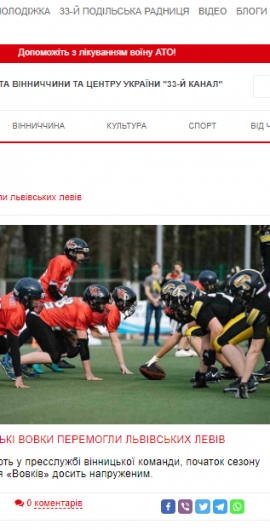 ОЛОДІЖКА 33-Й ПОДІЛЬСЬКА РАДНИЦЯ ВІДЕО БЛОГИ
Допоможіть з лікуванням воїну АТО!
ТА ВІННИЧЧИНИ ТА ЦЕНТРУ УКРАЇНИ "33-Й КАНАЛ"
ВІННИЧЧИНА КУЛЬТУРА СПОРТ ВІД Ч
ли львівських левів
ЬКІ ВОВКИ ПЕРЕМОГЛИ ЛЬВІВСЬКИХ ЛЕВІВ
ють у пресслужбі вінницької команди, початок сезону
я «Вовків» досить напруженим.
0 коментарів